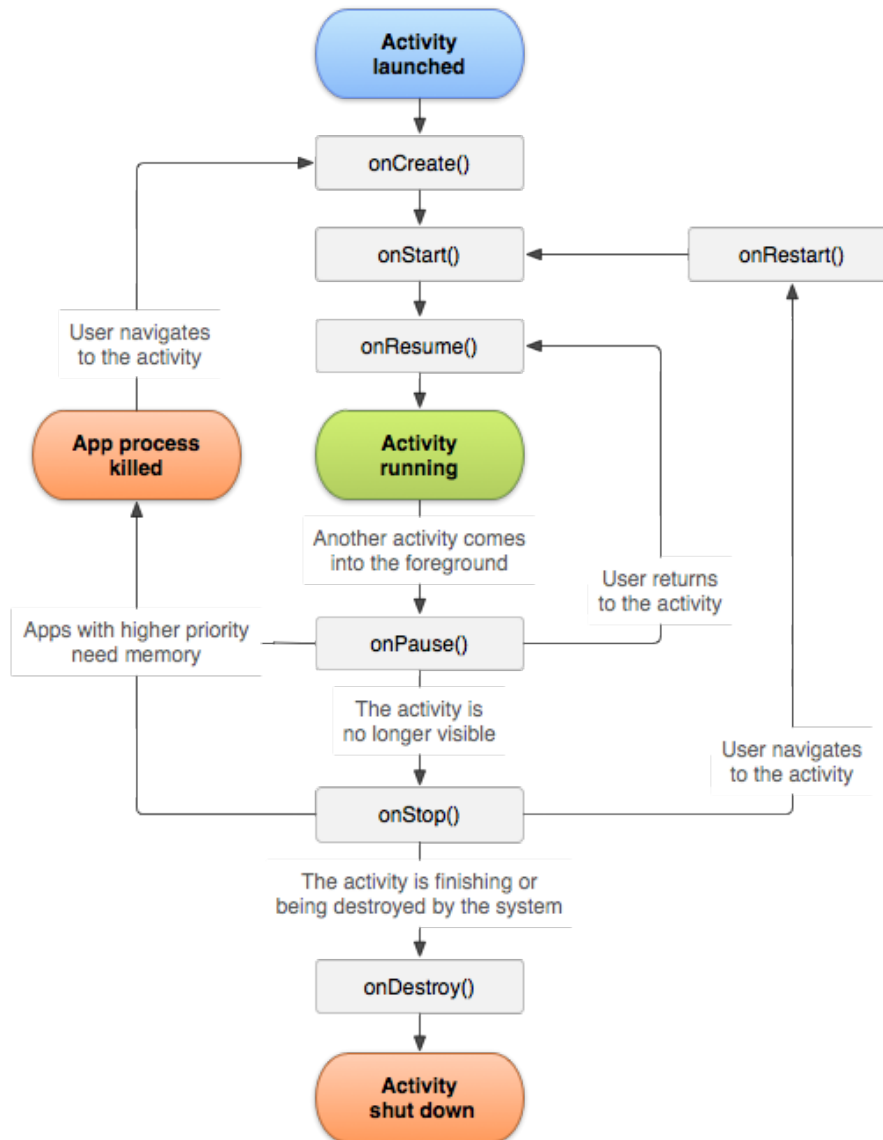 Activity
launched
onCreate()
onStart()
onRestart()
User navigates
to the activity
onResume()
App process
killed
Activity
running
Another activity comes
into the foreground
User returns
to the activity
Apps with higher priority
need memory
onPause()
The activity is
no longer visible
User navigates
to the activity
onStop()
The activity is finishing or
being destroyed by the system
onDestroy()
Activity
shut down